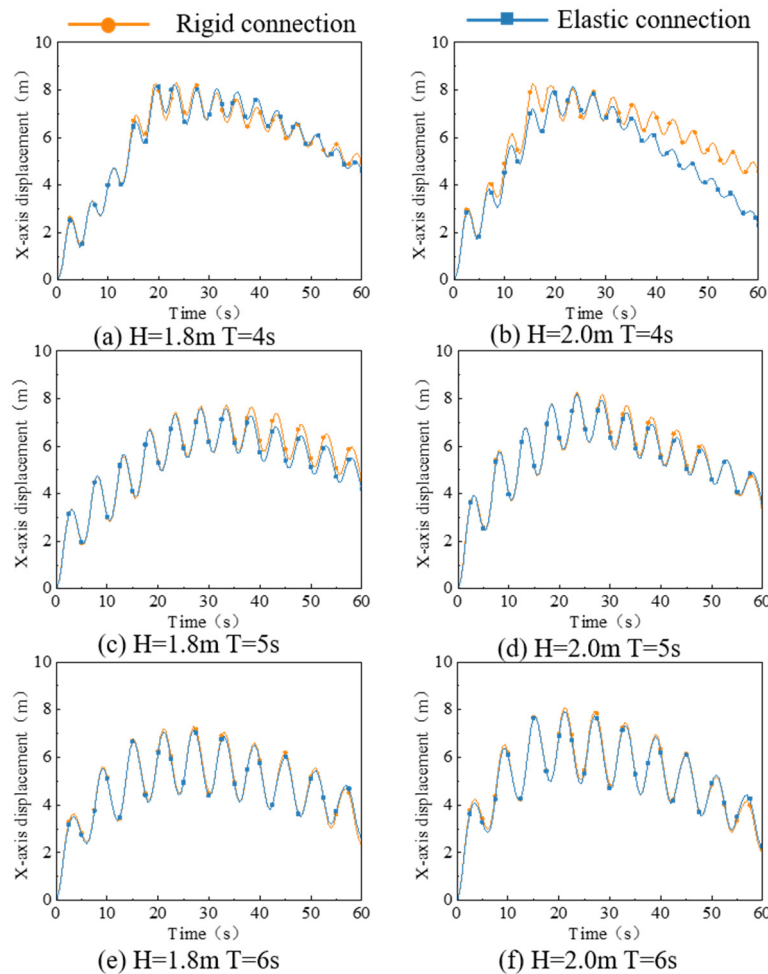 Rigid connection Elastic connection
10
8
6
4
2
0
X-axis displacement (m)
0 10 20 30 40 50 60
Time (s)
(a) H=1.8m T=4s
10
8
6
4
2
0
X-axis displacement (m)
0 10 20 30 40 50 60
Time (s)
(b) H=2.0m T=4s
10
8
6
4
2
0
X-axis displacement (m)
0 10 20 30 40 50 60
Time (s)
(c) H=1.8m T=5s
10
8
6
4
2
0
X-axis displacement (m)
0 10 20 30 40 50 60
Time (s)
(d) H=2.0m T=5s
10
8
6
4
2
0
X-axis displacement (m)
0 10 20 30 40 50 60
Time (s)
(e) H=1.8m T=6s
10
8
6
4
2
0
X-axis displacement (m)
0 10 20 30 40 50 60
Time (s)
(f) H=2.0m T=6s